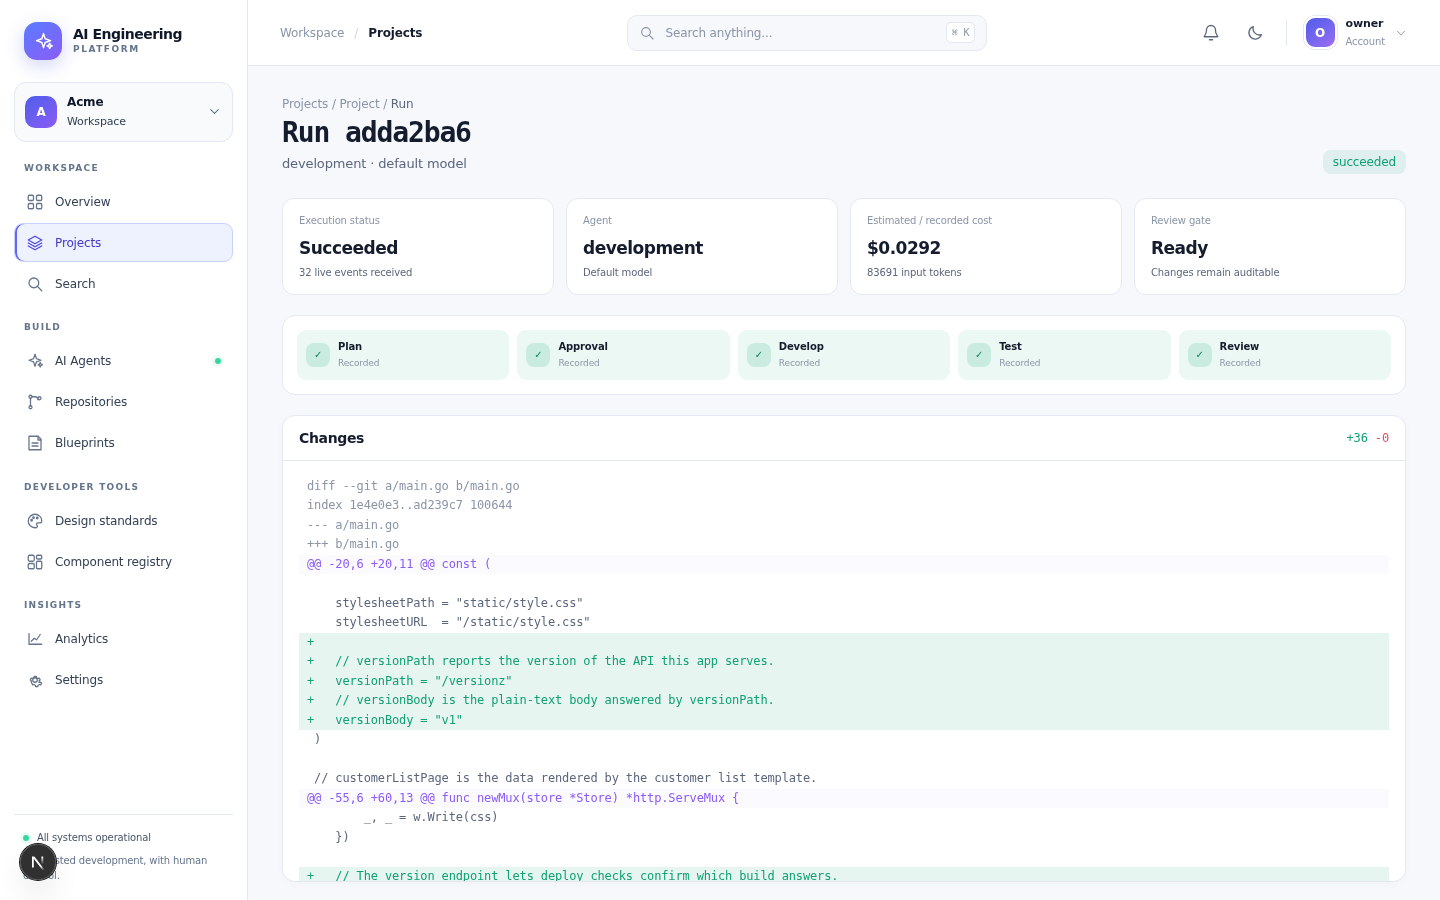 AI Engineering
PLATFORM
A
Acme
Workspace
WORKSPACE
Overview
Projects
Search
BUILD
AI Agents
Repositories
Blueprints
DEVELOPER TOOLS
Design standards
Component registry
INSIGHTS
Analytics
Settings
All systems operational
sted development, with human
N
Workspace / Projects
Search anything...
⌘ K
O
owner
Account
Projects / Project / Run
Run adda2ba6
development · default model
succeeded
Execution status
Succeeded
32 live events received
Agent
development
Default model
Estimated / recorded cost
$0.0292
83691 input tokens
Review gate
Ready
Changes remain auditable
✓ Plan
Recorded
✓ Approval
Recorded
✓ Develop
Recorded
✓ Test
Recorded
✓ Review
Recorded
Changes
+36 -0
diff --git a/main.go b/main.go
index 1e4e0e3..ad239c7 100644
--- a/main.go
+++ b/main.go
@@ -20,6 +20,11 @@ const (
stylesheetPath = "static/style.css"
stylesheetURL  = "/static/style.css"
+
+   // versionPath reports the version of the API this app serves.
+   versionPath = "/versionz"
+   // versionBody is the plain-text body answered by versionPath.
+   versionBody = "v1"
)
// customerListPage is the data rendered by the customer list template.
@@ -55,6 +60,13 @@ func newMux(store *Store) *http.ServeMux {
_, _ = w.Write(css)
})
+   // The version endpoint lets deploy checks confirm which build answers.